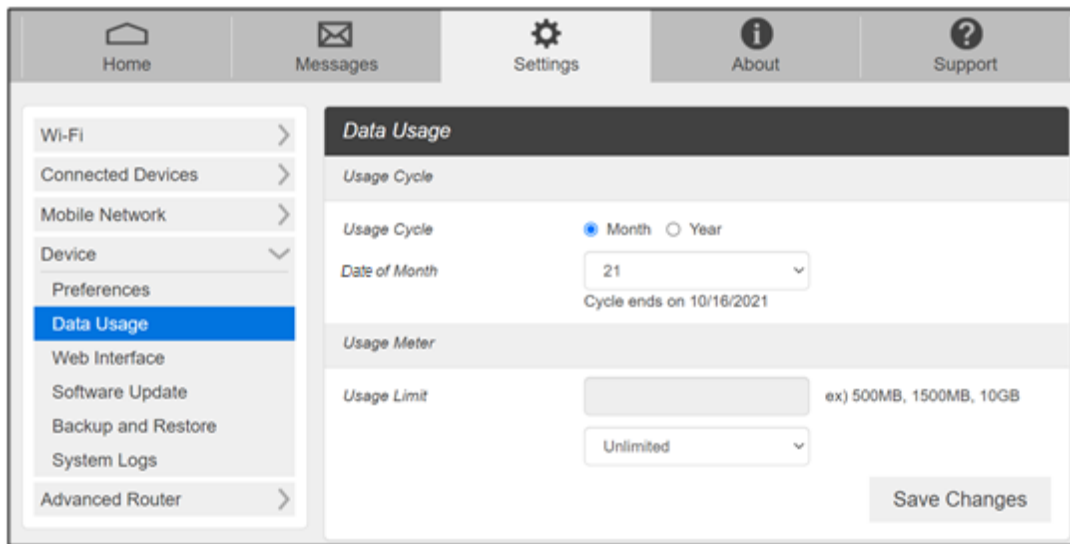 Home
Messages
Settings
About
Support
Wi-Fi
Connected Devices
Mobile Network
Device
Preferences
Data Usage
Web Interface
Software Update
Backup and Restore
System Logs
Advanced Router
Data Usage
Usage Cycle
Usage Cycle Month Year
Date of Month 21
Cycle ends on 10/16/2021
Usage Meter
Usage Limit ex) 500MB, 1500MB, 10GB
Unlimited
Save Changes